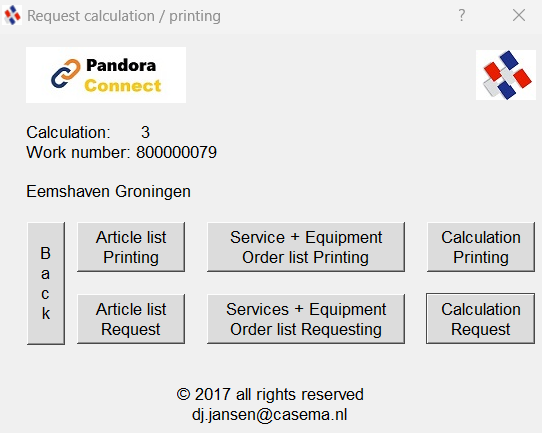 Request calculation / printing
Pandora
Connect
Calculation: 3
Work number: 800000079
Eemshaven Groningen
Back
Article list
Printing
Service + Equipment
Order list Printing
Calculation
Printing
Article list
Request
Services + Equipment
Order list Requesting
Calculation
Request
© 2017 all rights reserved
dj.jansen@casema.nl